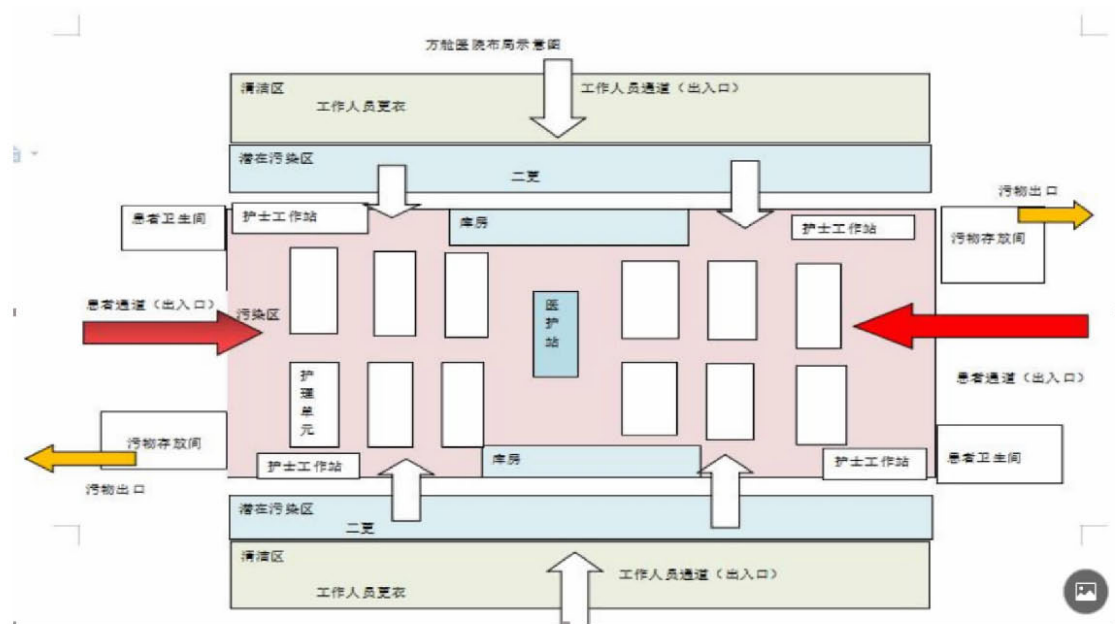 方舱医院布局示意图
清洁区
工作人员更衣
工作人员通道（出入口）
潜在污染区
二更
污物出口
患者卫生间
护士工作站
库房
护士工作站
污物存放间
患者通道（出入口）
污染区
医护站
护理单元
患者通道（出入口）
污物存放间
护士工作站
库房
护士工作站
患者卫生间
污物出口
潜在污染区
二更
清洁区
工作人员更衣
工作人员通道（出入口）